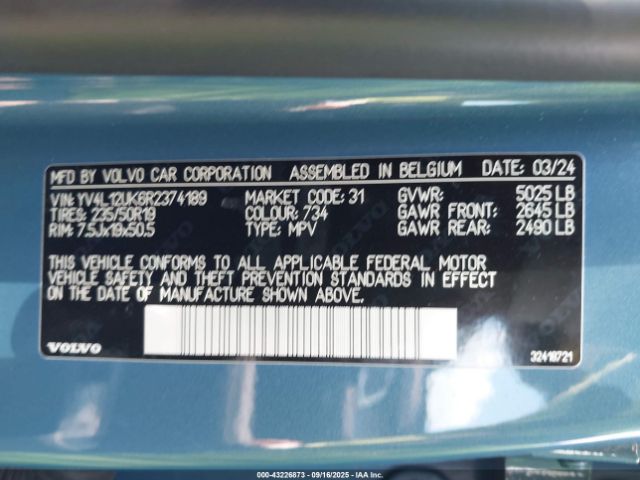 MFD BY VOLVO CAR CORPORATION ASSEMBLED IN BELGIUM DATE: 03/24
VIN: YV4L12UK6R2374189 MARKET CODE: 31 GVWR: 5025 LB
TIRES: 235/50R19 COLOUR: 734 GAWR FRONT: 2645 LB
RIM: 7.5Jx19x50.5 TYPE: MPV GAWR REAR: 2490 LB
THIS VEHICLE CONFORMS TO ALL APPLICABLE FEDERAL MOTOR
VEHICLE SAFETY AND THEFT PREVENTION STANDARDS IN EFFECT
ON THE DATE OF MANUFACTURE SHOWN ABOVE.
VOLVO 32418721
000-43226873 - 09/16/2025 - IAA Inc.